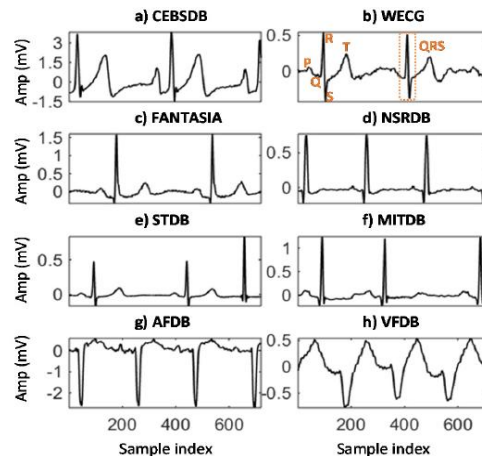 a) CEBSDB
b) WECG
Amp (mV)
3
0
-1.5
0.5
0
P
Q
R
S
T
QRS
c) FANTASIA
d) NSRDB
Amp (mV)
1.5
1
0.5
0
0.5
0
e) STDB
f) MITDB
Amp (mV)
0.5
0
1
0.5
0
g) AFDB
h) VFDB
Amp (mV)
0
-1
-2
0.5
0
-0.5
200
400
600
200
400
600
Sample index
Sample index